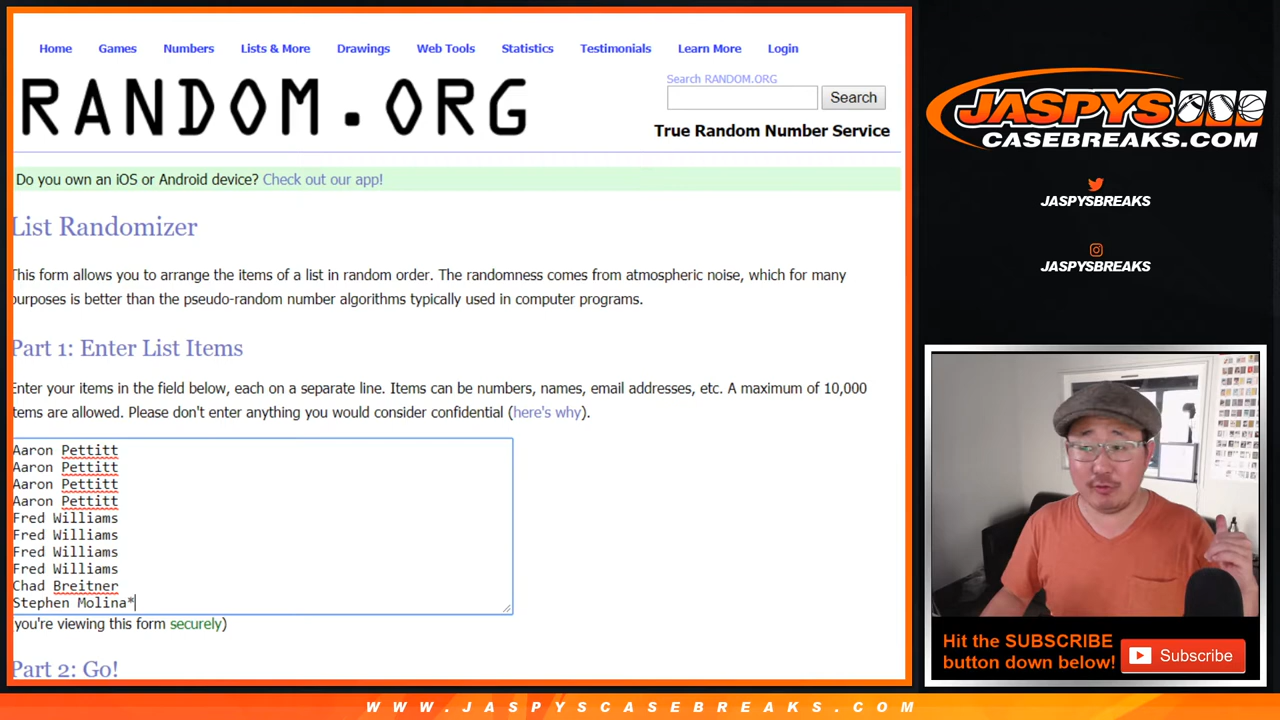 Home Games Numbers Lists & More Drawings Web Tools Statistics Testimonials Learn More Login
RANDOM.ORG
Search RANDOM.ORG
Search
True Random Number Service
Do you own an iOS or Android device? Check out our app!
List Randomizer
This form allows you to arrange the items of a list in random order. The randomness comes from atmospheric noise, which for many
purposes is better than the pseudo-random number algorithms typically used in computer programs.
Part 1: Enter List Items
Enter your items in the field below, each on a separate line. Items can be numbers, names, email addresses, etc. A maximum of 10,000
items are allowed. Please don't enter anything you would consider confidential (here's why).
Aaron Pettitt
Aaron Pettitt
Aaron Pettitt
Aaron Pettitt
Fred Williams
Fred Williams
Fred Williams
Fred Williams
Chad Breitner
Stephen Molina*
you're viewing this form securely)
Part 2: Go!
JASPYS
CASEBREAKS.COM
JASPYSBREAKS
JASPYSBREAKS
Hit the SUBSCRIBE
button down below!
Subscribe
WWW.JASPYSCASEBREAKS.COM